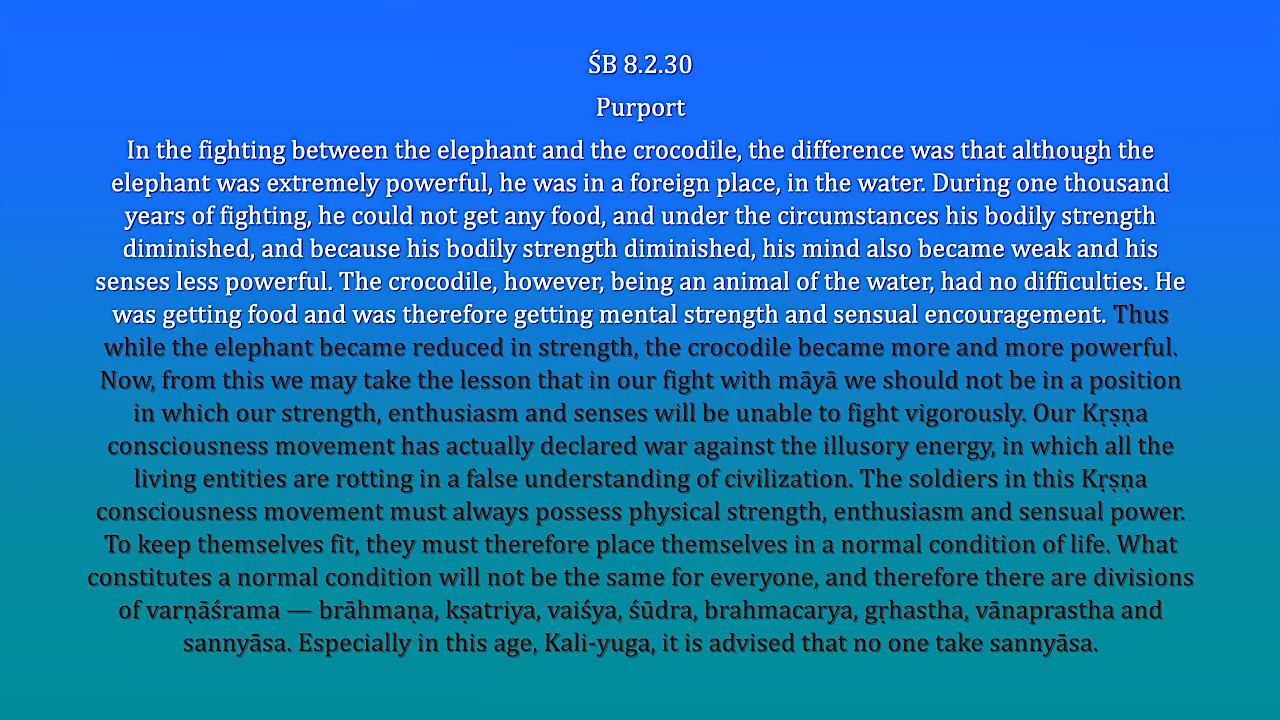 ŚB 8.2.30
Purport
In the fighting between the elephant and the crocodile, the difference was that although the
elephant was extremely powerful, he was in a foreign place, in the water. During one thousand
years of fighting, he could not get any food, and under the circumstances his bodily strength
diminished, and because his bodily strength diminished, his mind also became weak and his
senses less powerful. The crocodile, however, being an animal of the water, had no difficulties. He
was getting food and was therefore getting mental strength and sensual encouragement. Thus
while the elephant became reduced in strength, the crocodile became more and more powerful.
Now, from this we may take the lesson that in our fight with māyā we should not be in a position
in which our strength, enthusiasm and senses will be unable to fight vigorously. Our Kṛṣṇa
consciousness movement has actually declared war against the illusory energy, in which all the
living entities are rotting in a false understanding of civilization. The soldiers in this Kṛṣṇa
consciousness movement must always possess physical strength, enthusiasm and sensual power.
To keep themselves fit, they must therefore place themselves in a normal condition of life. What
constitutes a normal condition will not be the same for everyone, and therefore there are divisions
of varṇāśrama — brāhmaṇa, kṣatriya, vaiśya, śūdra, brahmacarya, gṛhastha, vānaprastha and
sannyāsa. Especially in this age, Kali-yuga, it is advised that no one take sannyāsa.